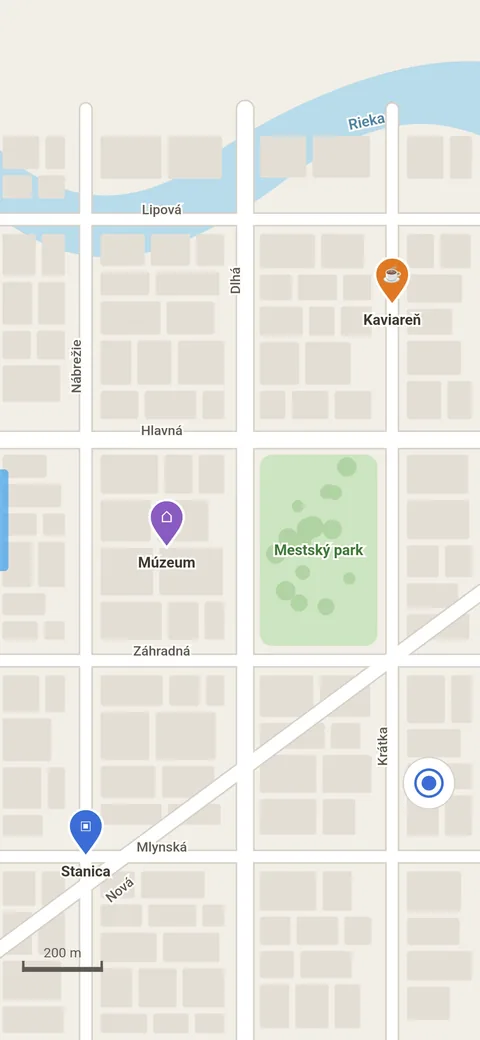 Rieka
Lipová
Dlhá
Kaviareň
Nábrežie
Hlavná
Múzeum
Mestský park
Záhradná
Krátka
Mlynská
Stanica
Nová
200 m